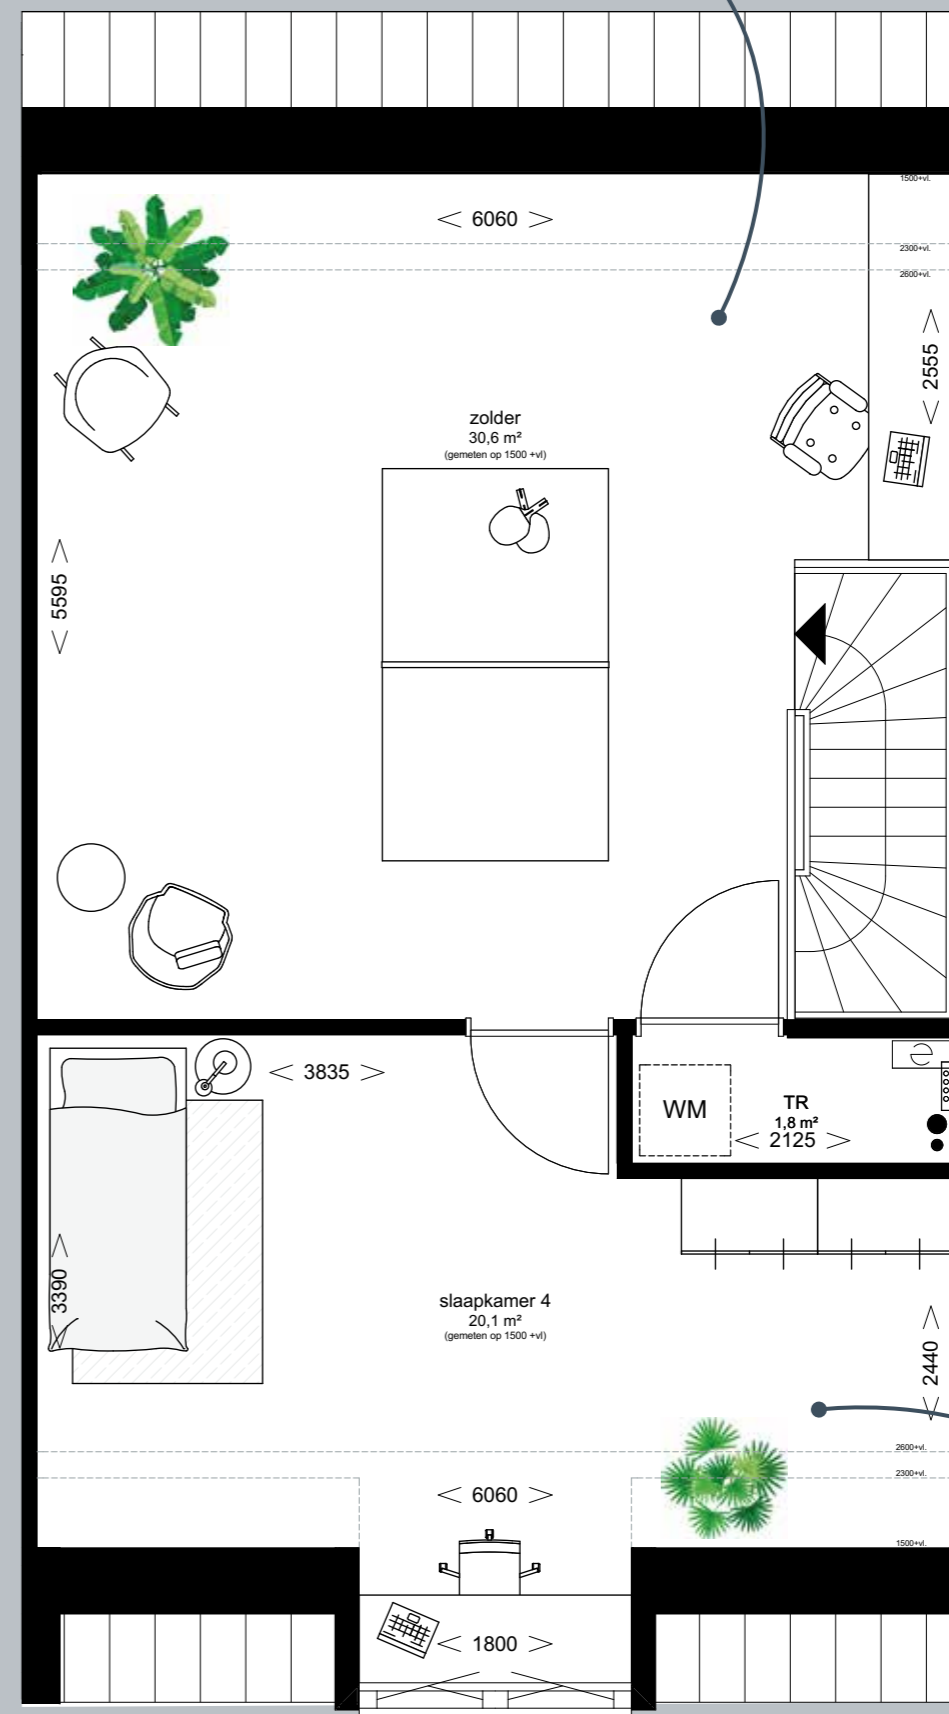 1500+vl.
6060
2300+vl.
2600+vl.
2555
zolder
30,6 m²
(gemeten op 1500 +vl)
5595
3835
WM
TR
1,8 m²
2125
3390
slaapkamer 4
20,1 m²
(gemeten op 1500 +vl)
2440
2600+vl.
2300+vl.
6060
1500+vl.
1800